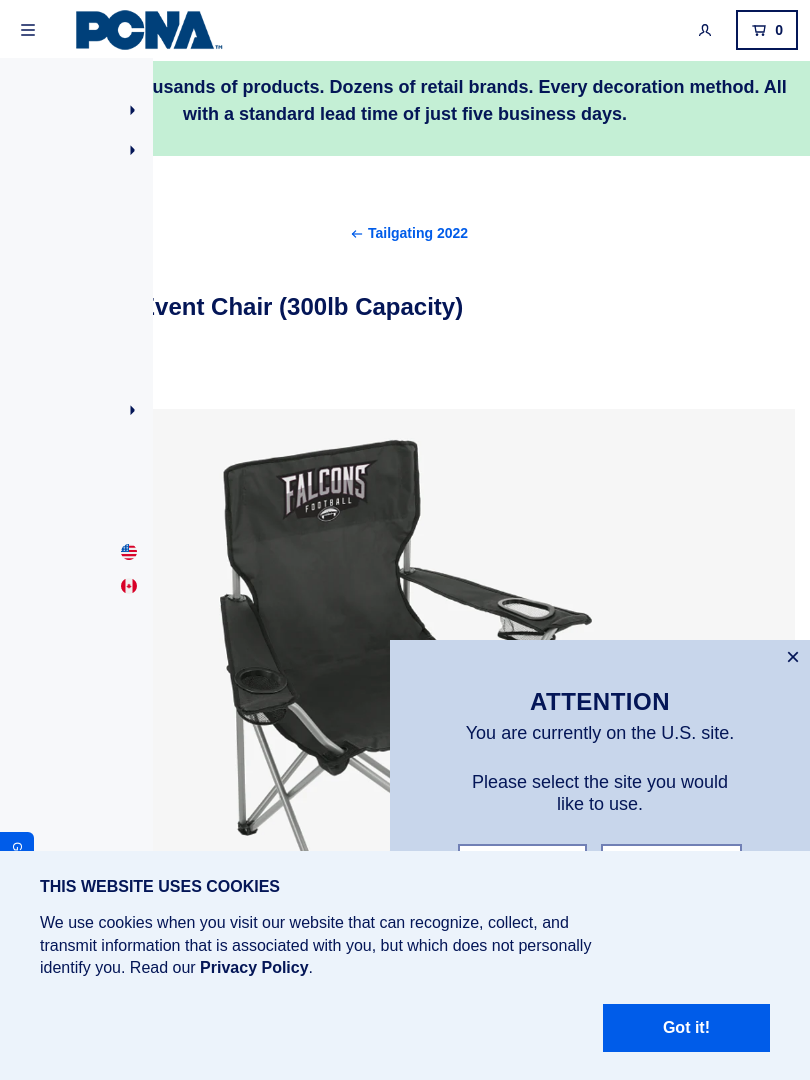 PCNA™
0
usands of products. Dozens of retail brands. Every decoration method. All
with a standard lead time of just five business days.
Tailgating 2022
Event Chair (300lb Capacity)
FALCONS
FOOTBALL
ATTENTION
You are currently on the U.S. site.
Please select the site you would
like to use.
G
THIS WEBSITE USES COOKIES
We use cookies when you visit our website that can recognize, collect, and
transmit information that is associated with you, but which does not personally
identify you. Read our Privacy Policy.
Got it!